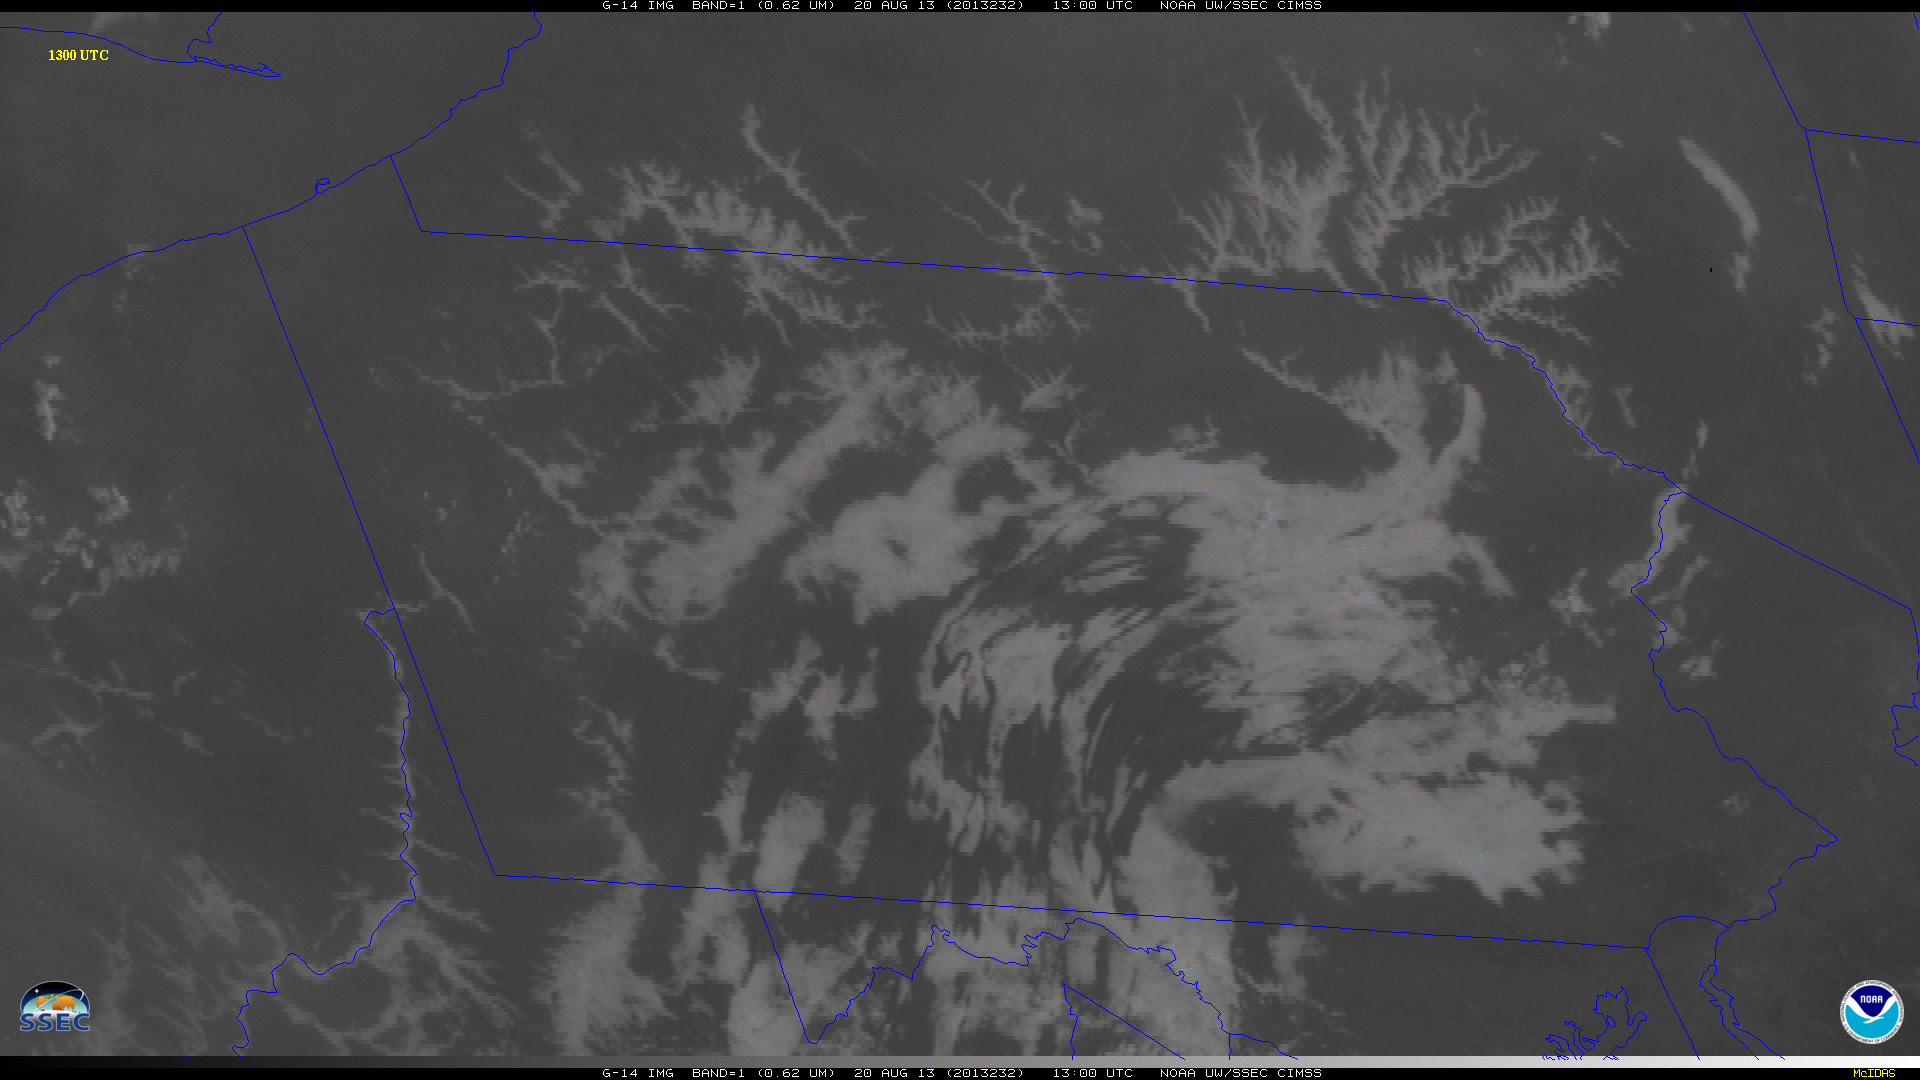 G-14 IMG BAND=1 (0.62 UM) 20 AUG 13 (2013232) 13:00 UTC NOAA UW/SSEC CIMSS
1300 UTC
SSEC
NOAA
G-14 IMG BAND=1 (0.62 UM) 20 AUG 13 (2013232) 13:00 UTC NOAA UW/SSEC CIMSS
McIDAS